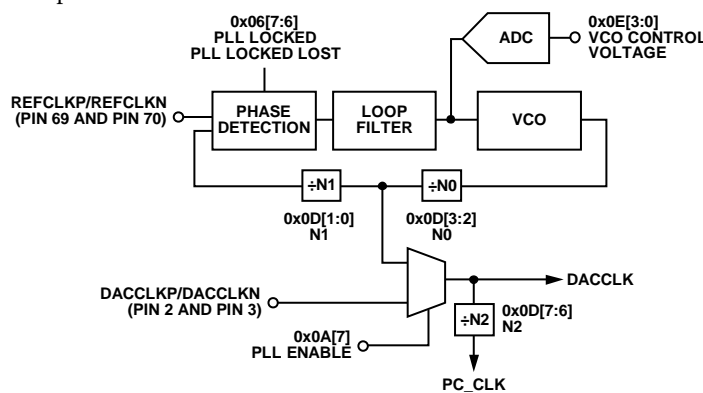 0x06[7:6]
PLL LOCKED
PLL LOCKED LOST
0x0E[3:0]
VCO CONTROL
VOLTAGE
ADC
REFCLKP/REFCLKN
(PIN 69 AND PIN 70)
PHASE
DETECTION
LOOP
FILTER
VCO
÷N1
÷N0
0x0D[1:0]
N1
0x0D[3:2]
N0
DACCLK
DACCLKP/DACCLKN
(PIN 2 AND PIN 3)
÷N2
0x0D[7:6]
N2
0x0A[7]
PLL ENABLE
PC_CLK